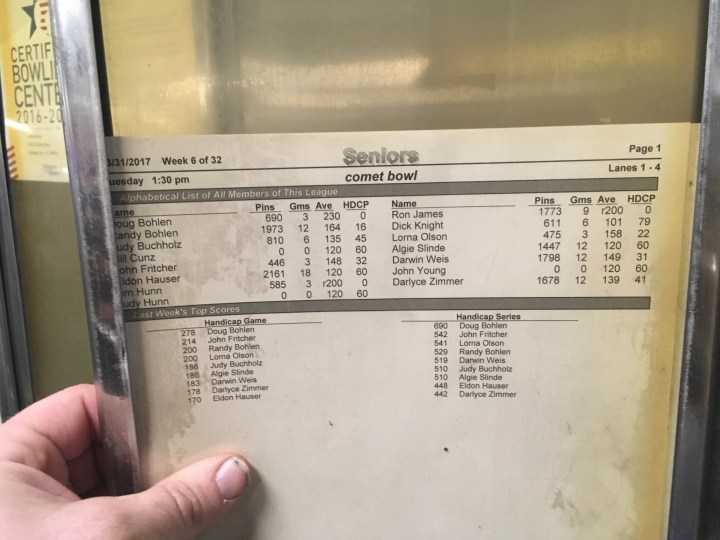 CERTIF
BOWLI
CENTE
2016-20
3/31/2017 Week 6 of 32
Seniors
Page 1
uesday 1:30 pm
comet bowl
Lanes 1 - 4
Alphabetical List of All Members of This League
ame Pins Gms Ave HDCP Name Pins Gms Ave HDCP
oug Bohlen 690 3 230 0 Ron James 1773 9 r200 0
andy Bohlen 1973 12 164 16 Dick Knight 611 6 101 79
udy Buchholz 810 6 135 45 Lorna Olson 475 3 158 22
ill Cunz 0 0 120 60 Algie Slinde 1447 12 120 60
ohn Fritcher 446 3 148 32 Darwin Weis 1798 12 149 31
ldon Hauser 2161 18 120 60 John Young 0 0 120 60
im Hunn 585 3 r200 0 Darlyce Zimmer 1678 12 139 41
udy Hunn 0 0 120 60
Last Week's Top Scores
Handicap Game
278 Doug Bohlen
214 John Fritcher
200 Randy Bohlen
200 Lorna Olson
186 Judy Buchholz
186 Algie Slinde
183 Darwin Weis
178 Darlyce Zimmer
170 Eldon Hauser
Handicap Series
690 Doug Bohlen
542 John Fritcher
541 Lorna Olson
529 Randy Bohlen
519 Darwin Weis
510 Judy Buchholz
510 Algie Slinde
448 Eldon Hauser
442 Darlyce Zimmer